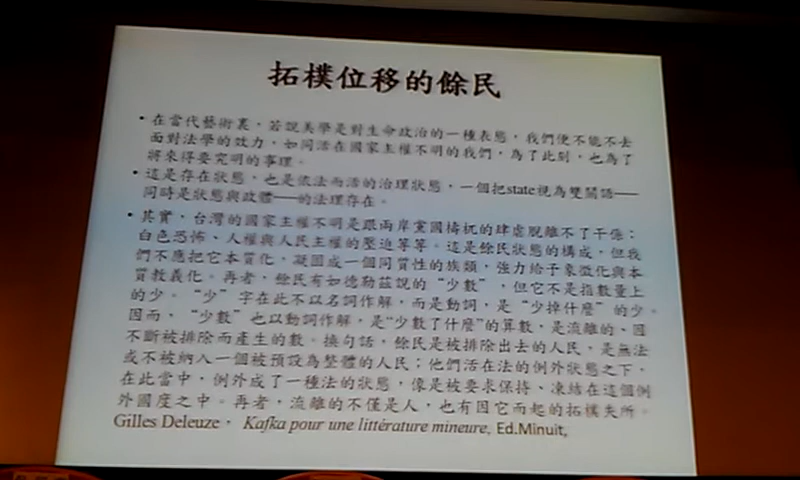 拓樸位移的餘民
• 在當代藝術裏，若說美學是對生命政治的一種表態，我們便不能不去
面對法學的效力，如同活在國家主權不明的我們，為了此刻，也為了
將來得要究明的事理。
• 這是存在狀態，也是依法而活的治理狀態，一個把state視為雙關語——
同時是狀態與政體——的法理存在。
• 其實，台灣的國家主權不明是跟兩岸黨國檮杌的肆虐脫離不了干係；
白色恐怖、人權與人民主權的壓迫等等。這是餘民狀態的構成，但我
們不應把它本質化，凝固成一個同質性的族類，強力給予象徵化與本
質教義化。再者，餘民有如德勒茲說的“少數”，但它不是指數量上
的少。“少”字在此不以名詞作解，而是動詞，是“少掉什麼”的少。
因而，“少數”也以動詞作解，是“少數了什麼”的算數，是流離的、因
不斷被排除而產生的數。換句話，餘民是被排除出去的人民，是無法
或不被納入一個被預設為整體的人民；他們活在法的例外狀態之下，
在此當中，例外成了一種法的狀態，像是被要求保持、凍結在這個例
外國度之中。再者，流離的不僅是人，也有因它而起的拓樸失所。
Gilles Deleuze， Kafka pour une littérature mineure, Ed.Minuit,